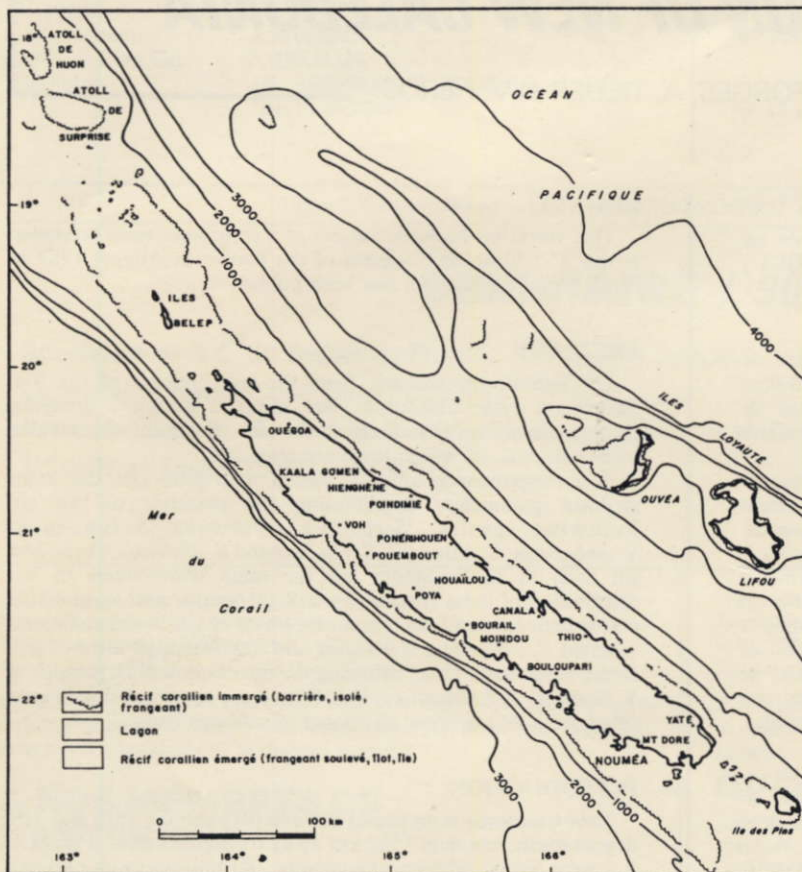 18°
ATOLL
DE
HUON
ATOLL
DE
SURPRISE
OCÉAN
PACIFIQUE
19°
3000
2000
1000
4000
ILES
BELEP
20°
ILES
LOYAUTÉ
OUÉGOA
KAALA GOMEN
HIENGHÈNE
POINDIMIE
OUVÉA
21°
VOH
PONÉRIHOUEN
POUEMBOUT
LIFOU
Mer
du
Corail
HOUAÏLOU
POYA
CANALA
BOURAIL
MOINDOU
THIO
BOULOUPARI
22°
Récif corallien immergé (barrière, isolé,
frangeant)
Lagon
Récif corallien émergé (frangeant soulevé, îlot, île)
YATÉ
MT DORE
NOUMÉA
3000
2000
1000
Ile des Pins
0
100 km
163°
164°
165°
166°